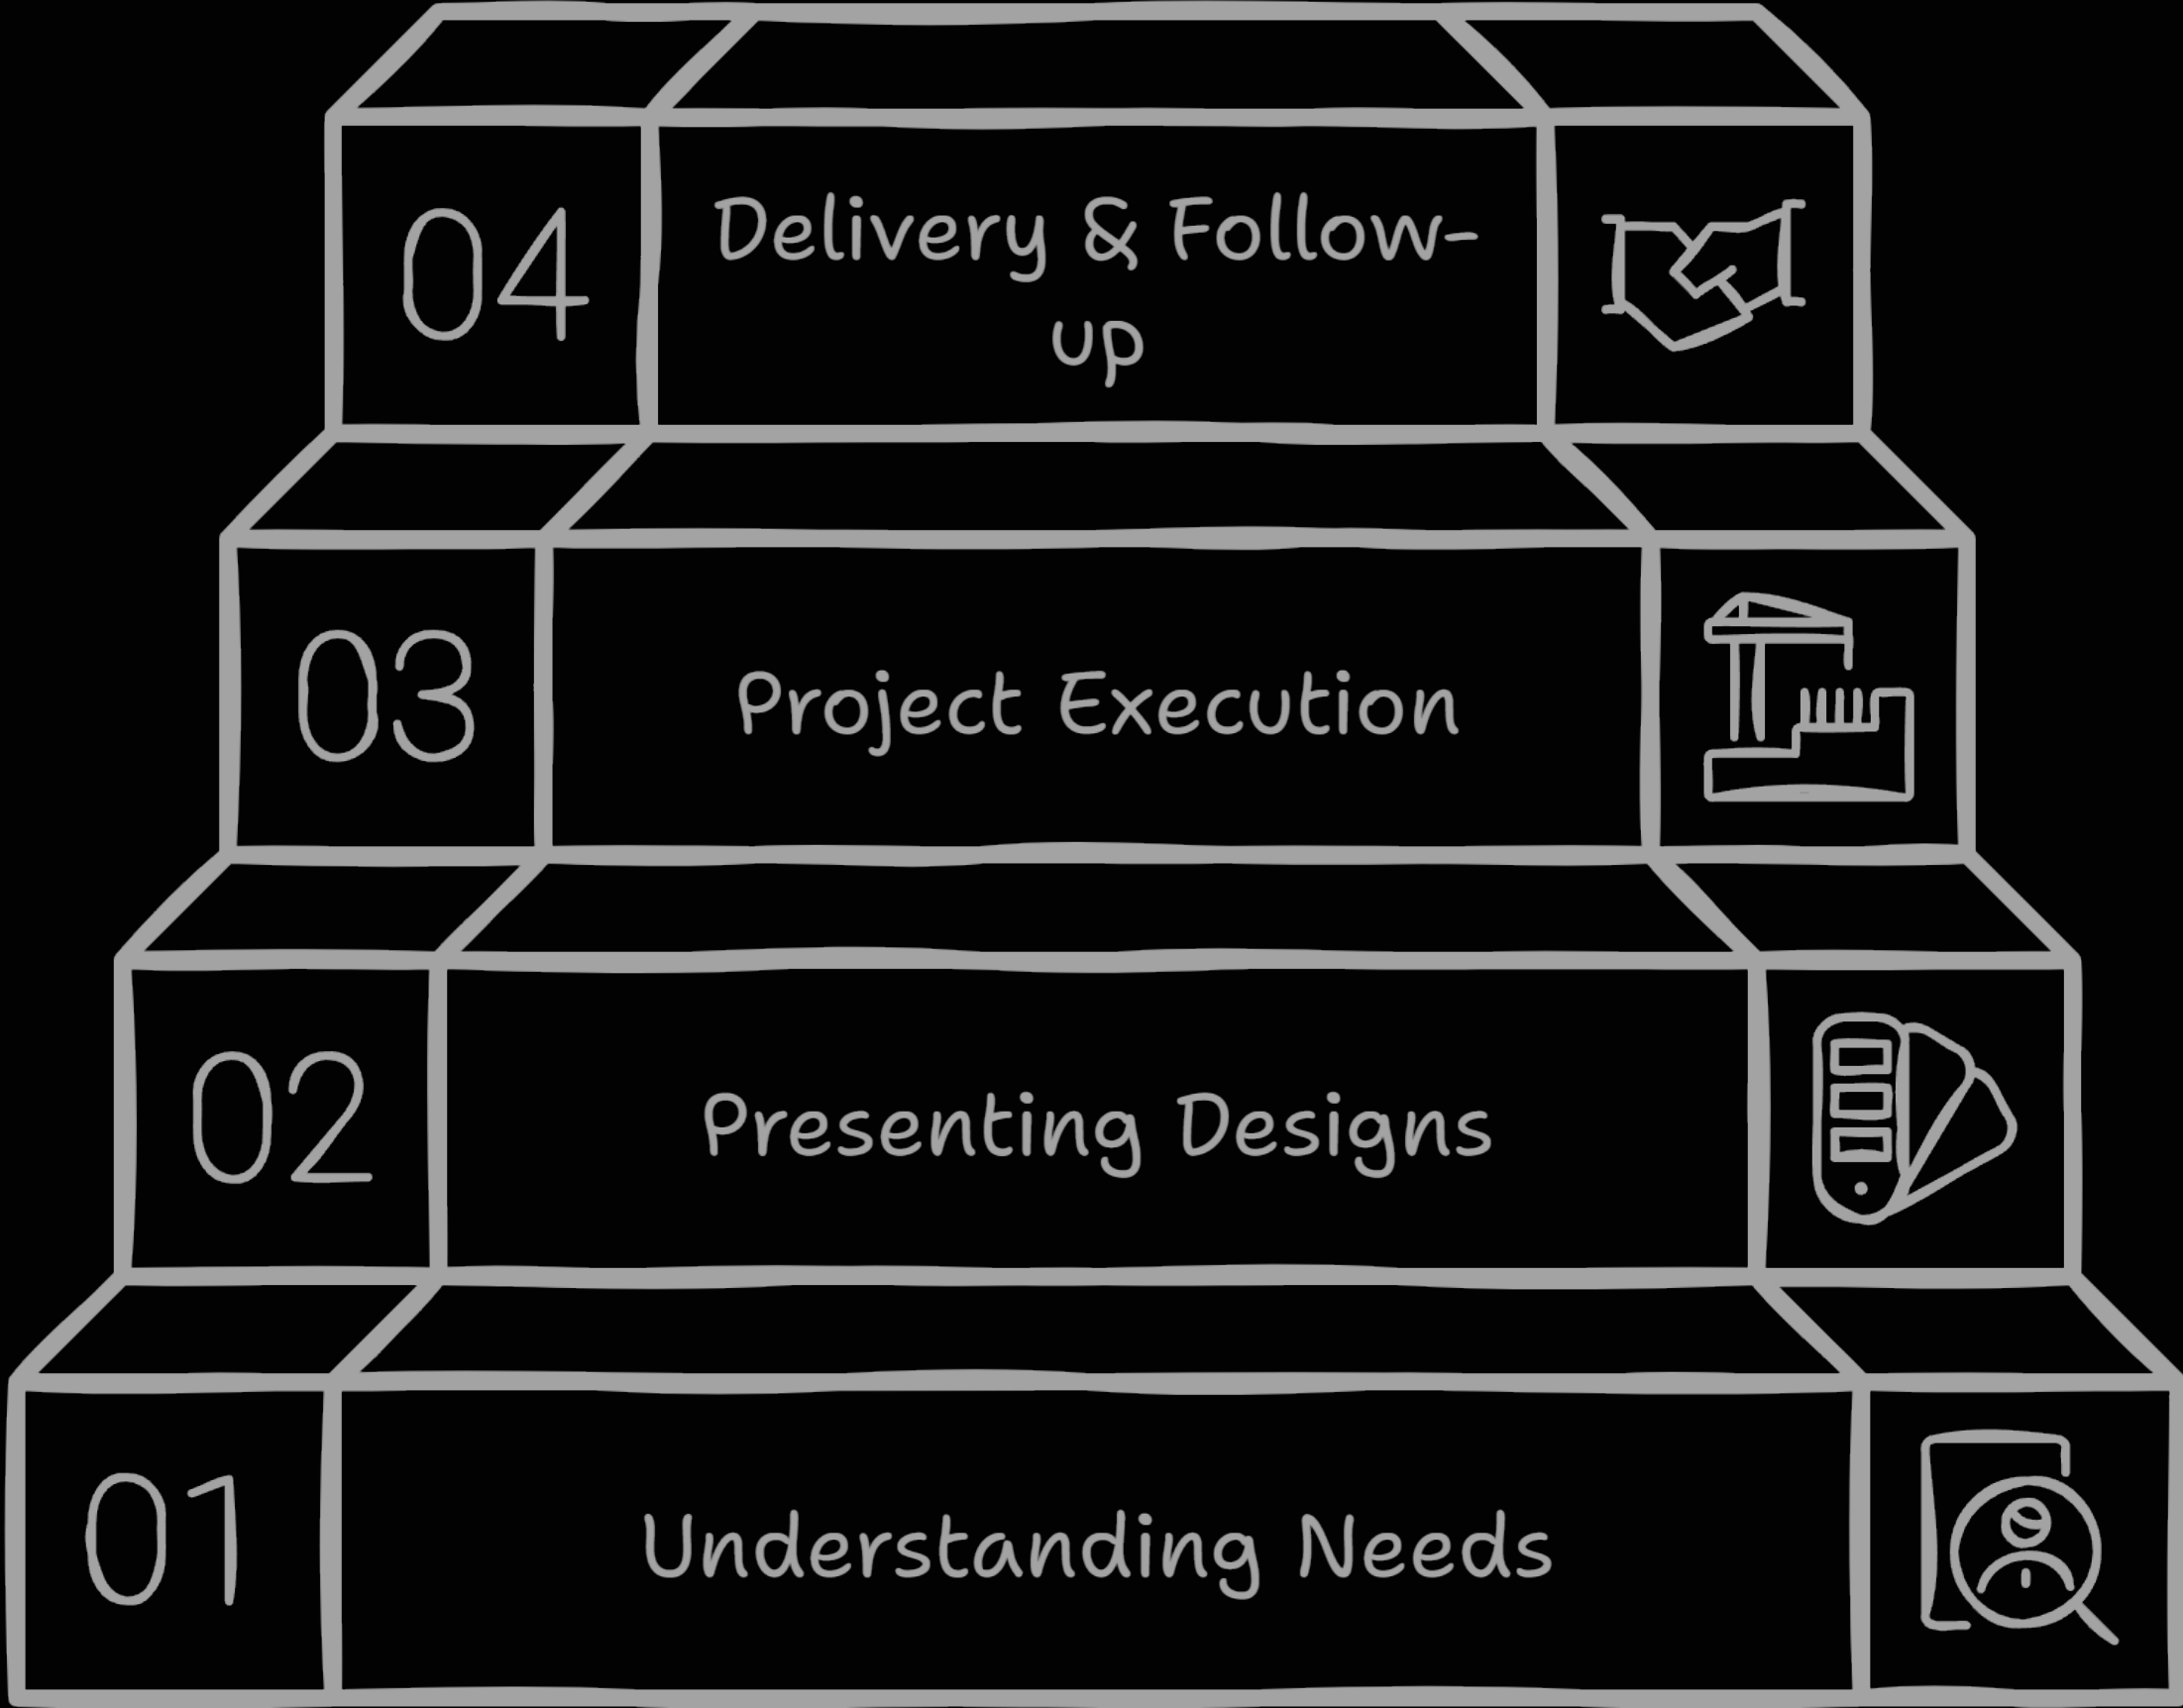 04
Delivery & Follow-
up
03
Project Execution
02
Presenting Designs
01
Understanding Needs